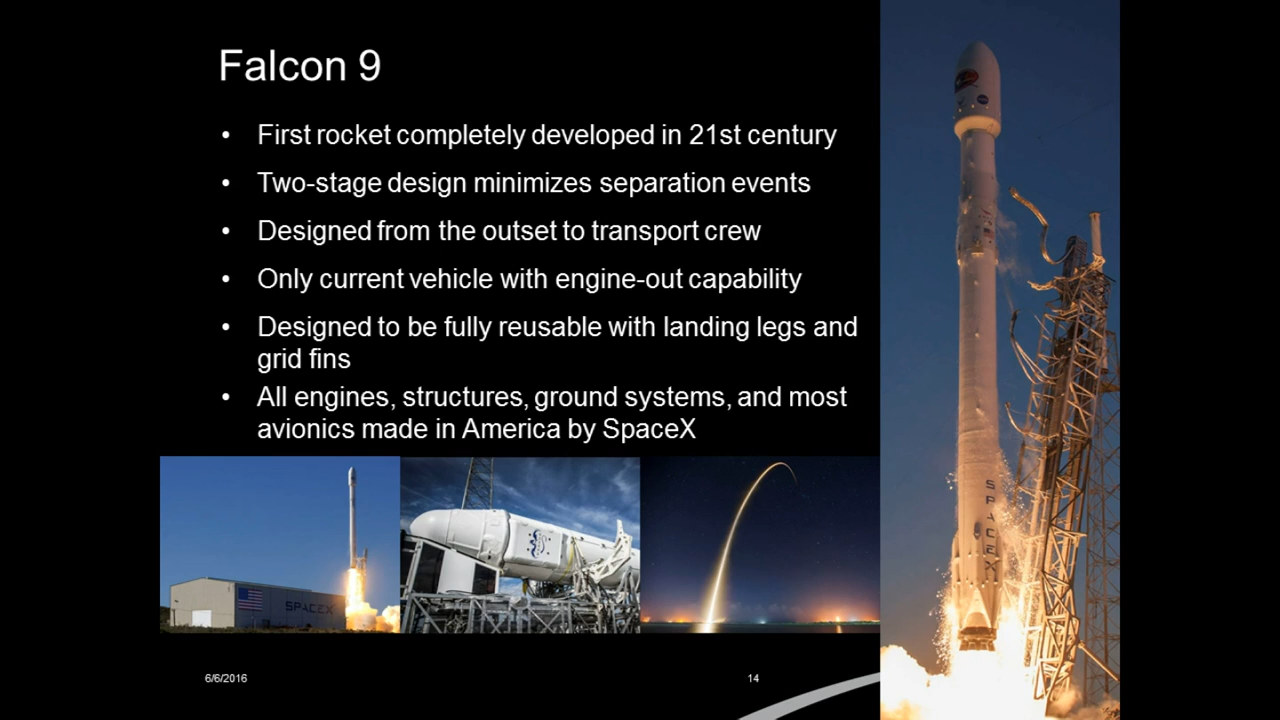 Falcon 9
• First rocket completely developed in 21st century
• Two-stage design minimizes separation events
• Designed from the outset to transport crew
• Only current vehicle with engine-out capability
• Designed to be fully reusable with landing legs and
grid fins
• All engines, structures, ground systems, and most
avionics made in America by SpaceX
SPACEX
SPACEX
6/6/2016
14